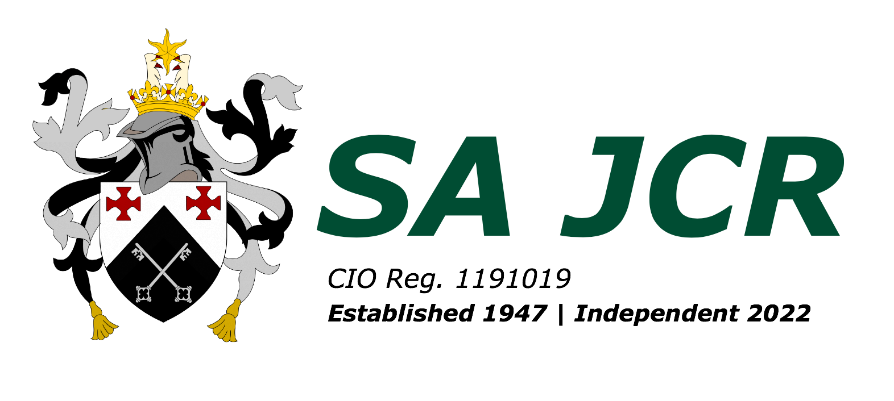 SA JCR
CIO Reg. 1191019
Established 1947 | Independent 2022